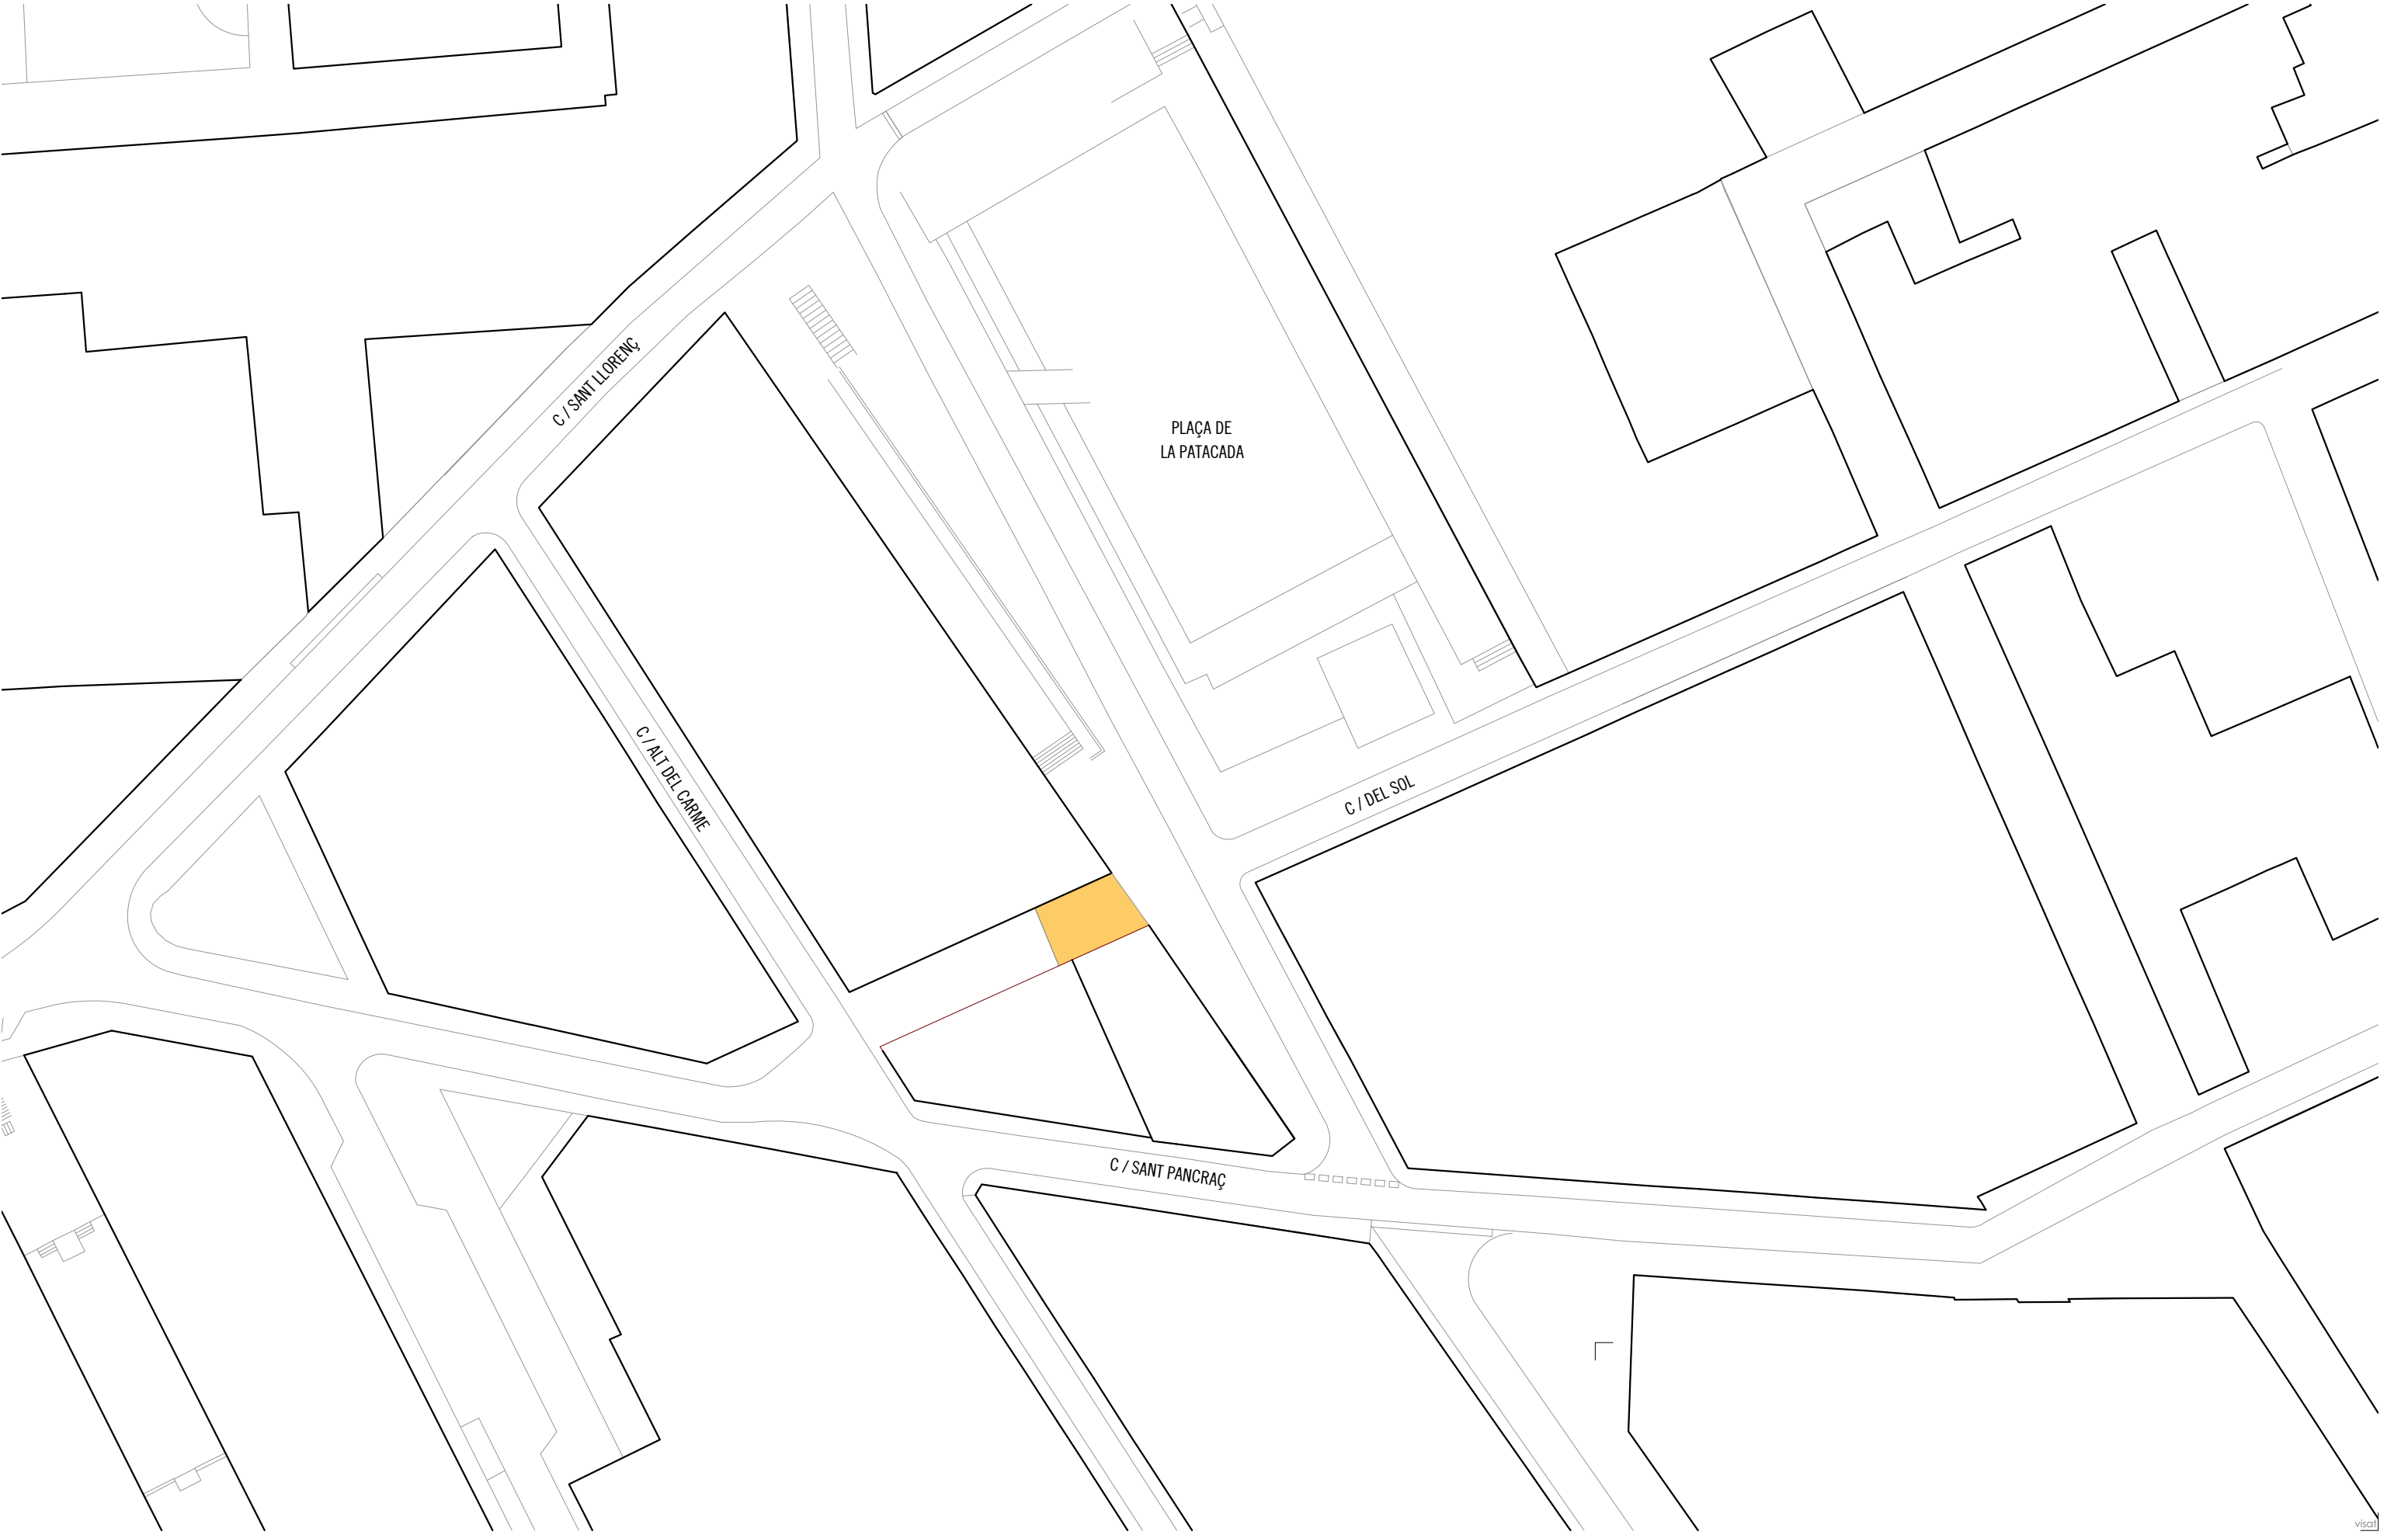 C / SANT LLORENÇ
PLAÇA DE
LA PATACADA
C / ALT DEL CARME
C / DEL SOL
C / SANT PANCRAÇ
visat